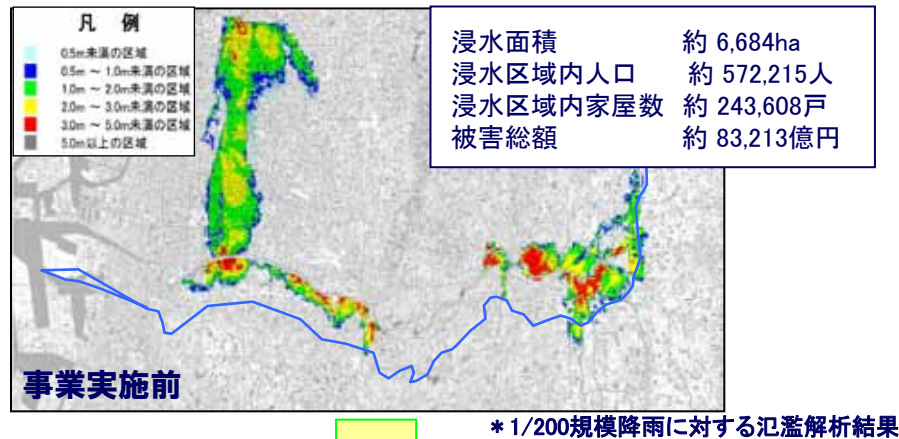 凡 例
0.5m未満の区域
0.5m ～ 1.0m未満の区域
1.0m ～ 2.0m未満の区域
2.0m ～ 3.0m未満の区域
3.0m ～ 5.0m未満の区域
5.0m以上の区域
浸水面積 約 6,684ha
浸水区域内人口 約 572,215人
浸水区域内家屋数 約 243,608戸
被害総額 約 83,213億円
事業実施前
＊1/200規模降雨に対する氾濫解析結果